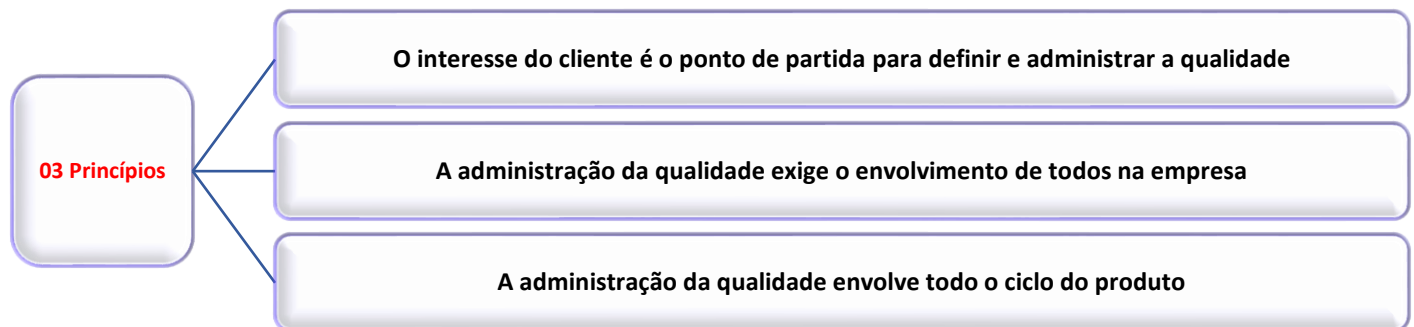 O interesse do cliente é o ponto de partida para definir e administrar a qualidade
03 Princípios
A administração da qualidade exige o envolvimento de todos na empresa
A administração da qualidade envolve todo o ciclo do produto